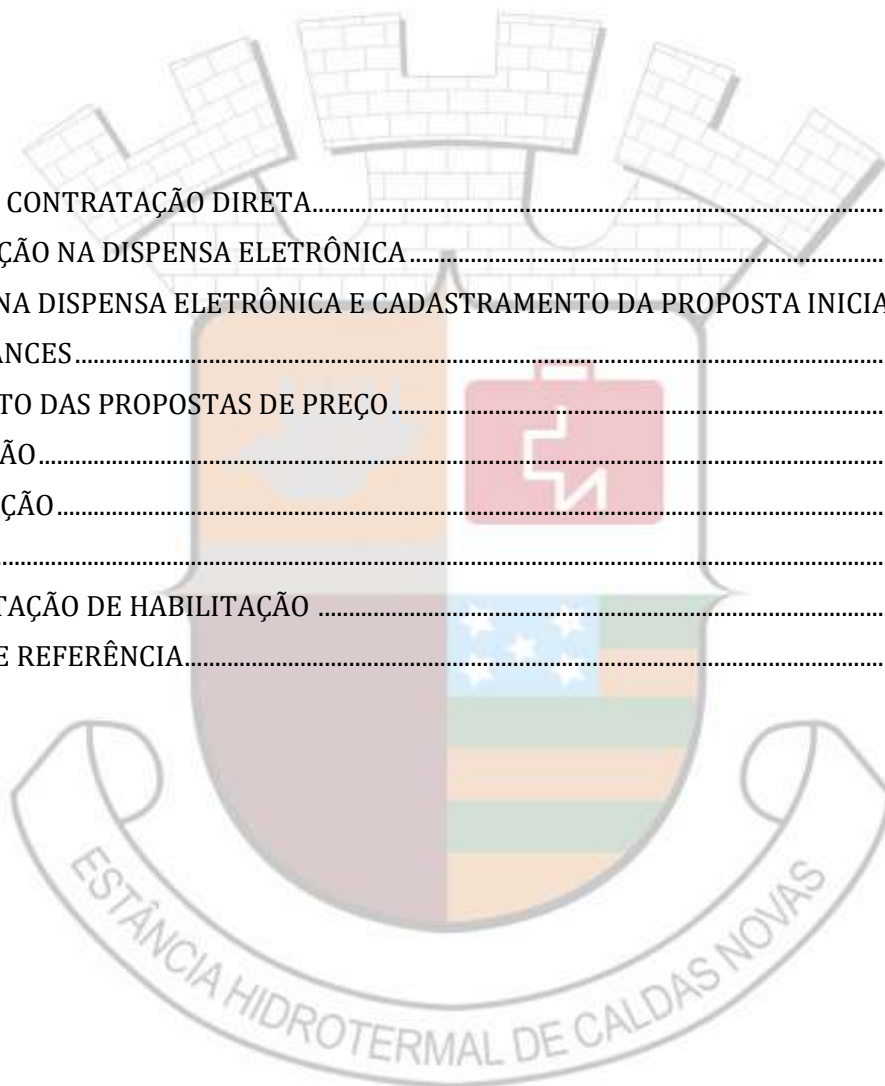 CONTRATAÇÃO DIRETA....................
ÇÃO NA DISPENSA ELETRÔNICA....................
NA DISPENSA ELETRÔNICA E CADASTRAMENTO DA PROPOSTA INICIA
ANCES....................
TO DAS PROPOSTAS DE PREÇO....................
ÃO....................
ÇÃO....................
....................
TAÇÃO DE HABILITAÇÃO ....................
E REFERÊNCIA....................
ESTÂNCIA HIDROTERMAL DE CALDAS NOVAS